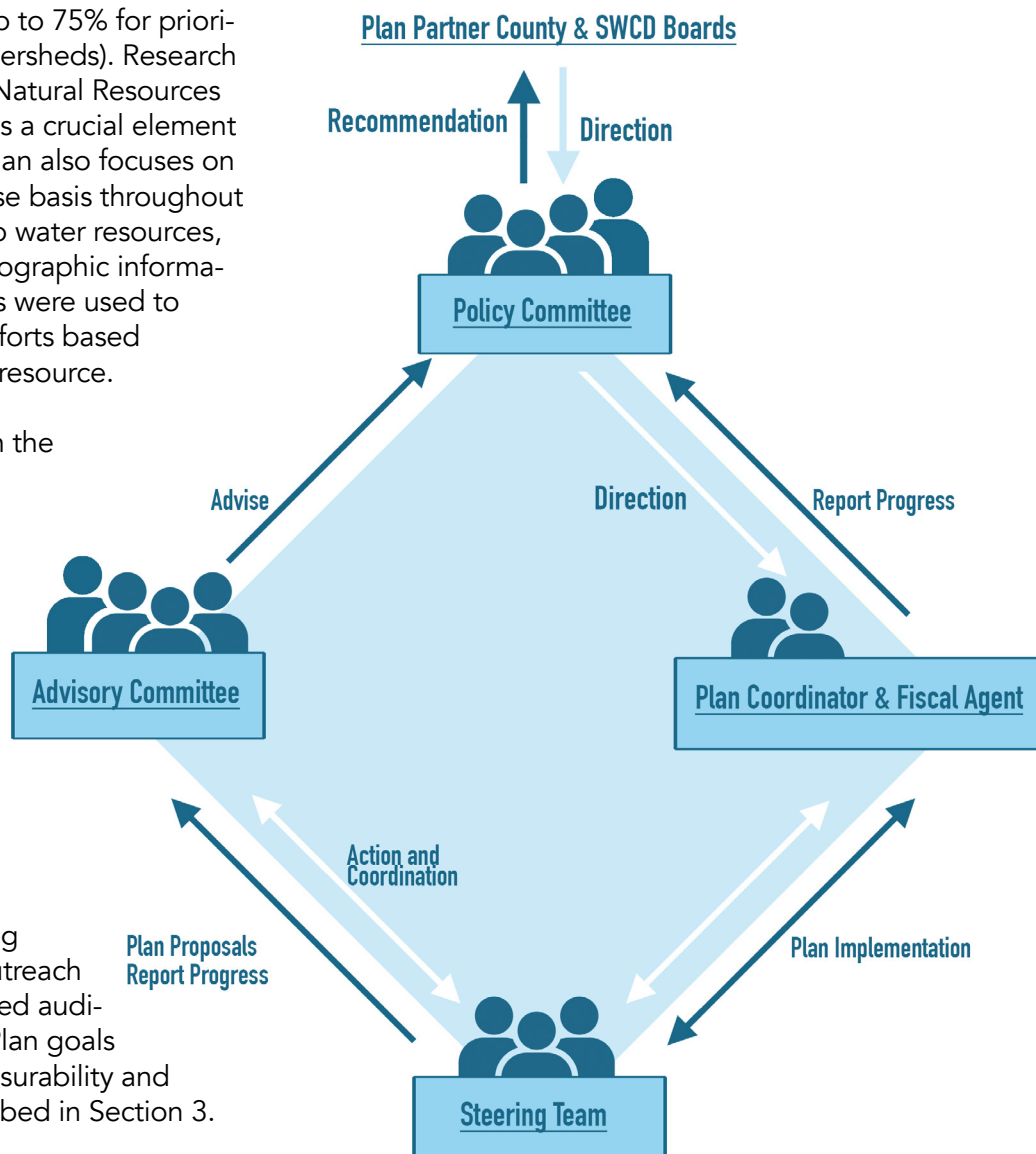 p to 75% for priori-
ersheds). Research
Natural Resources
s a crucial element
an also focuses on
se basis throughout
o water resources,
ographic informa-
s were used to
forts based
resource.
n the
g
utreach
ed audi-
Plan goals
surability and
bed in Section 3.
Plan Partner County & SWCD Boards
Recommendation
Direction
Policy Committee
Advise
Direction
Report Progress
Advisory Committee
Plan Coordinator & Fiscal Agent
Action and
Coordination
Plan Proposals
Report Progress
Plan Implementation
Steering Team